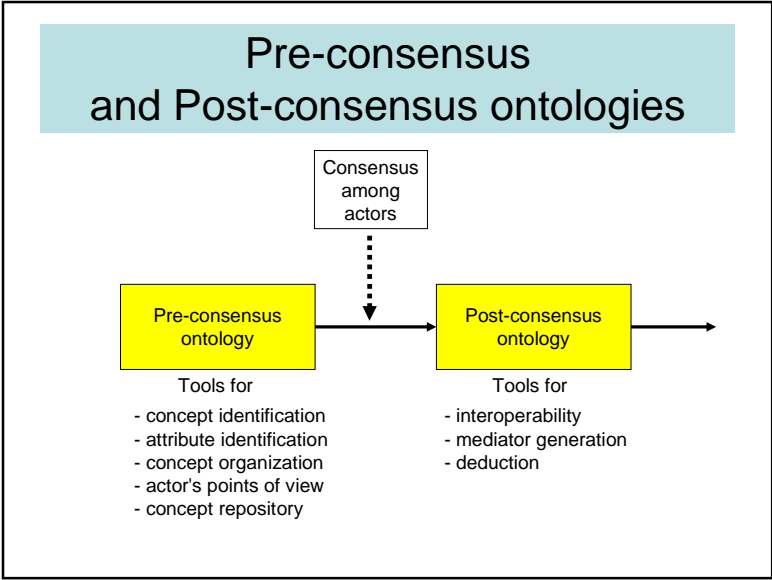 Pre-consensus
and Post-consensus ontologies
Consensus
among
actors
Pre-consensus
ontology
Post-consensus
ontology
Tools for
- concept identification
- attribute identification
- concept organization
- actor's points of view
- concept repository
Tools for
- interoperability
- mediator generation
- deduction